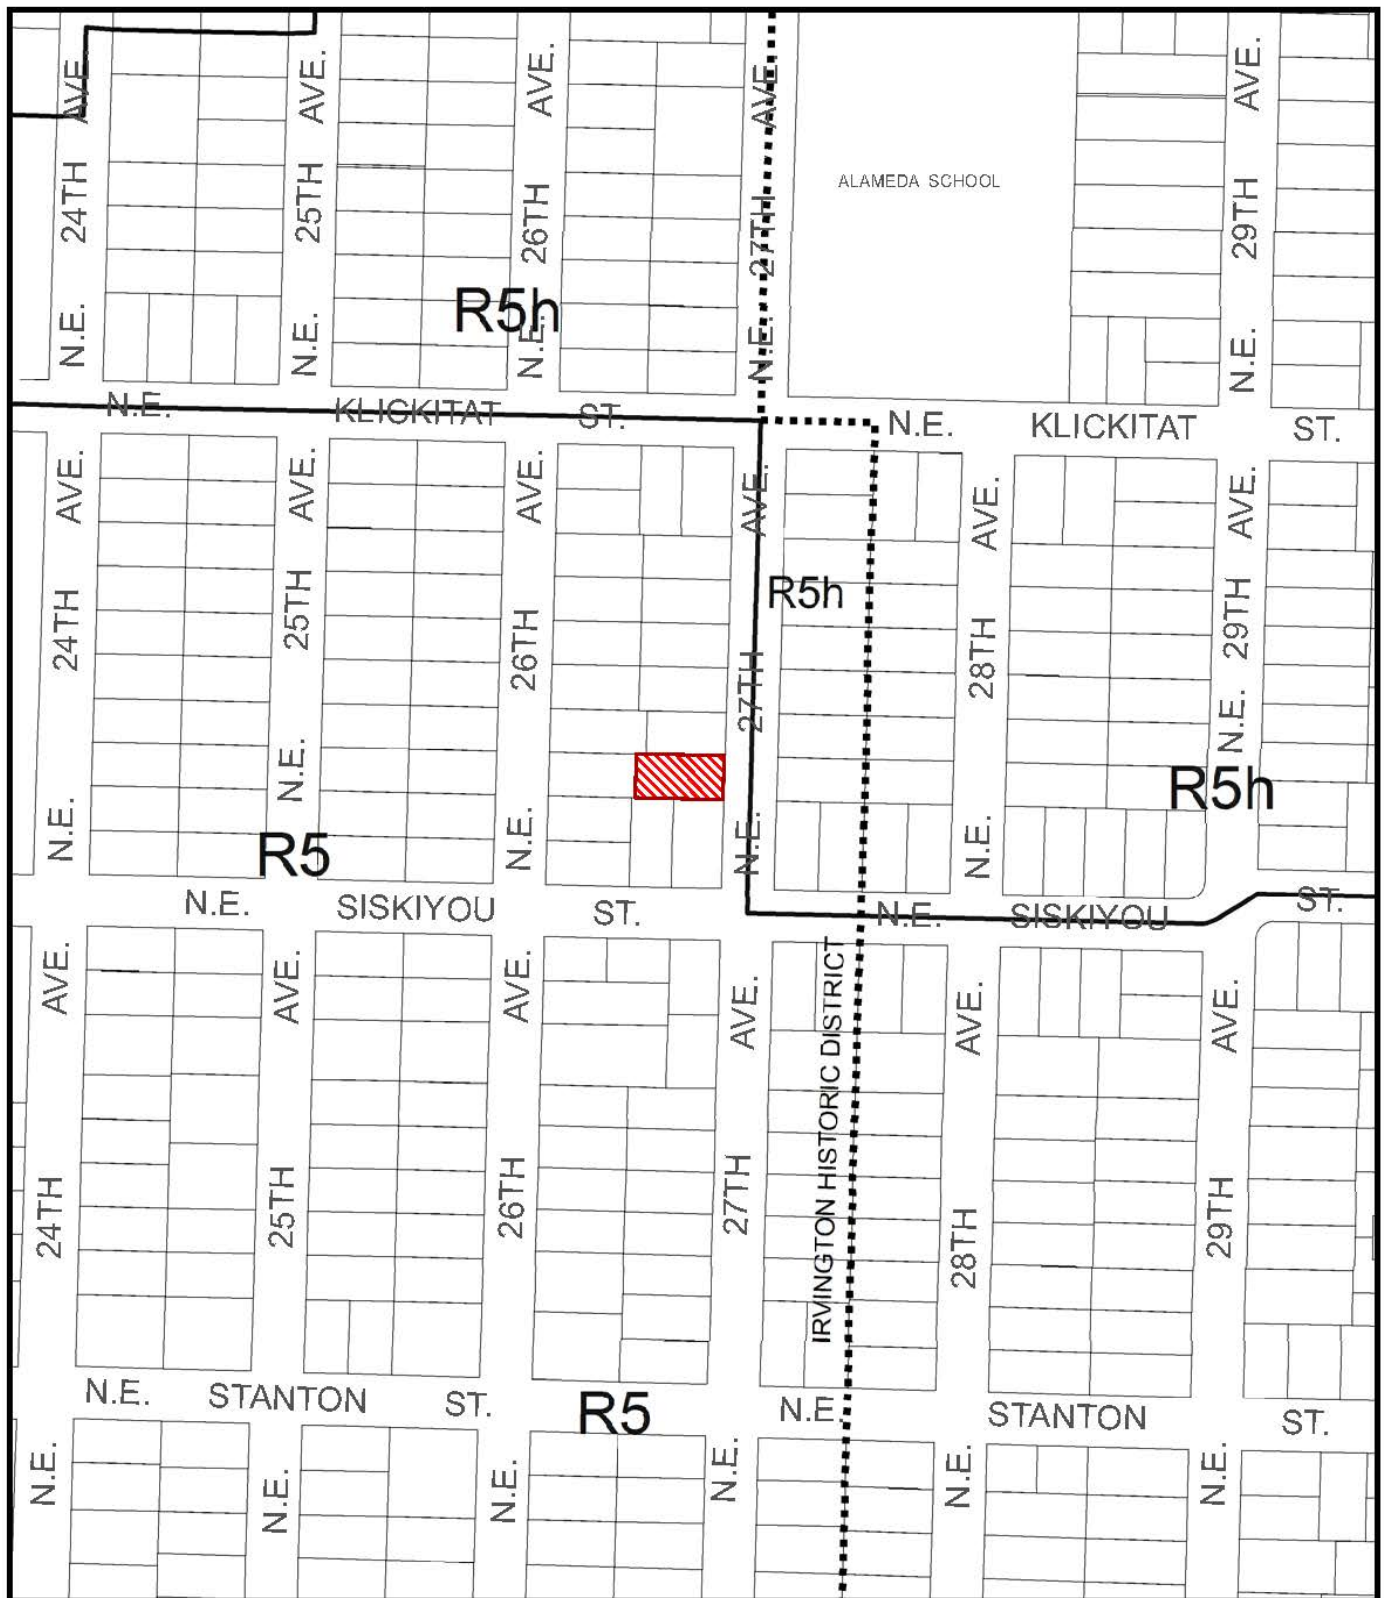 24TH AVE.
N.E.
25TH AVE.
N.E.
26TH AVE.
N.E.
27TH AVE.
N.E.
ALAMEDA SCHOOL
29TH AVE.
N.E.
R5h
N.E. KLICKITAT ST.
N.E. KLICKITAT ST.
N.E. 24TH AVE.
N.E. 25TH AVE.
N.E. 26TH AVE.
N.E. 27TH AVE.
R5h
N.E. 28TH AVE.
N.E. 29TH AVE.
R5h
R5
N.E. SISKIYOU ST.
N.E. SISKIYOU ST.
24TH AVE.
25TH AVE.
26TH AVE.
27TH AVE.
IRVINGTON HISTORIC DISTRICT
28TH AVE.
29TH AVE.
N.E. STANTON ST.
R5
N.E. STANTON ST.
N.E.
N.E.
N.E.
N.E.
N.E.
N.E.